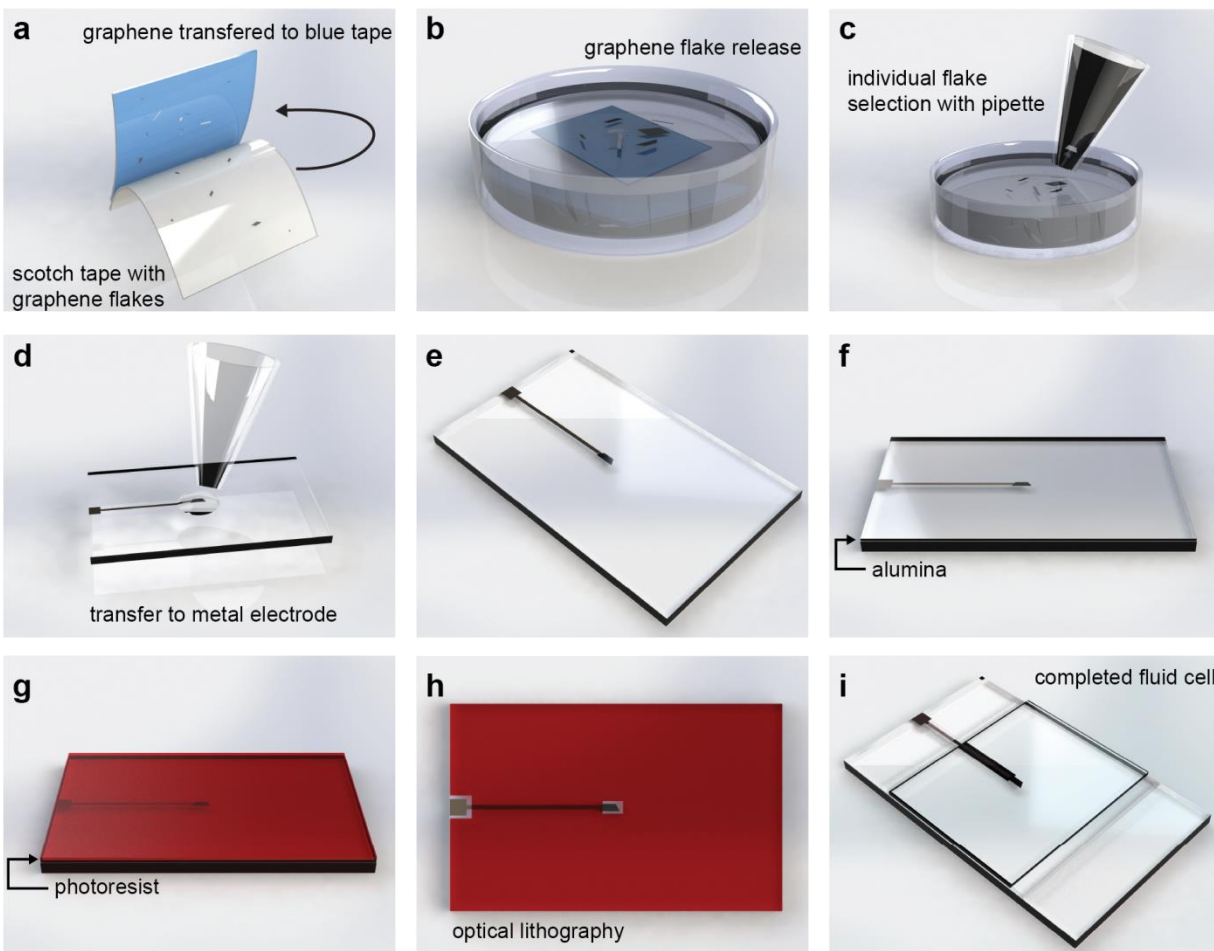 a
graphene transfered to blue tape
scotch tape with
graphene flakes
b
graphene flake release
c
individual flake
selection with pipette
d
transfer to metal electrode
e
f
alumina
g
photoresist
h
optical lithography
i
completed fluid cell